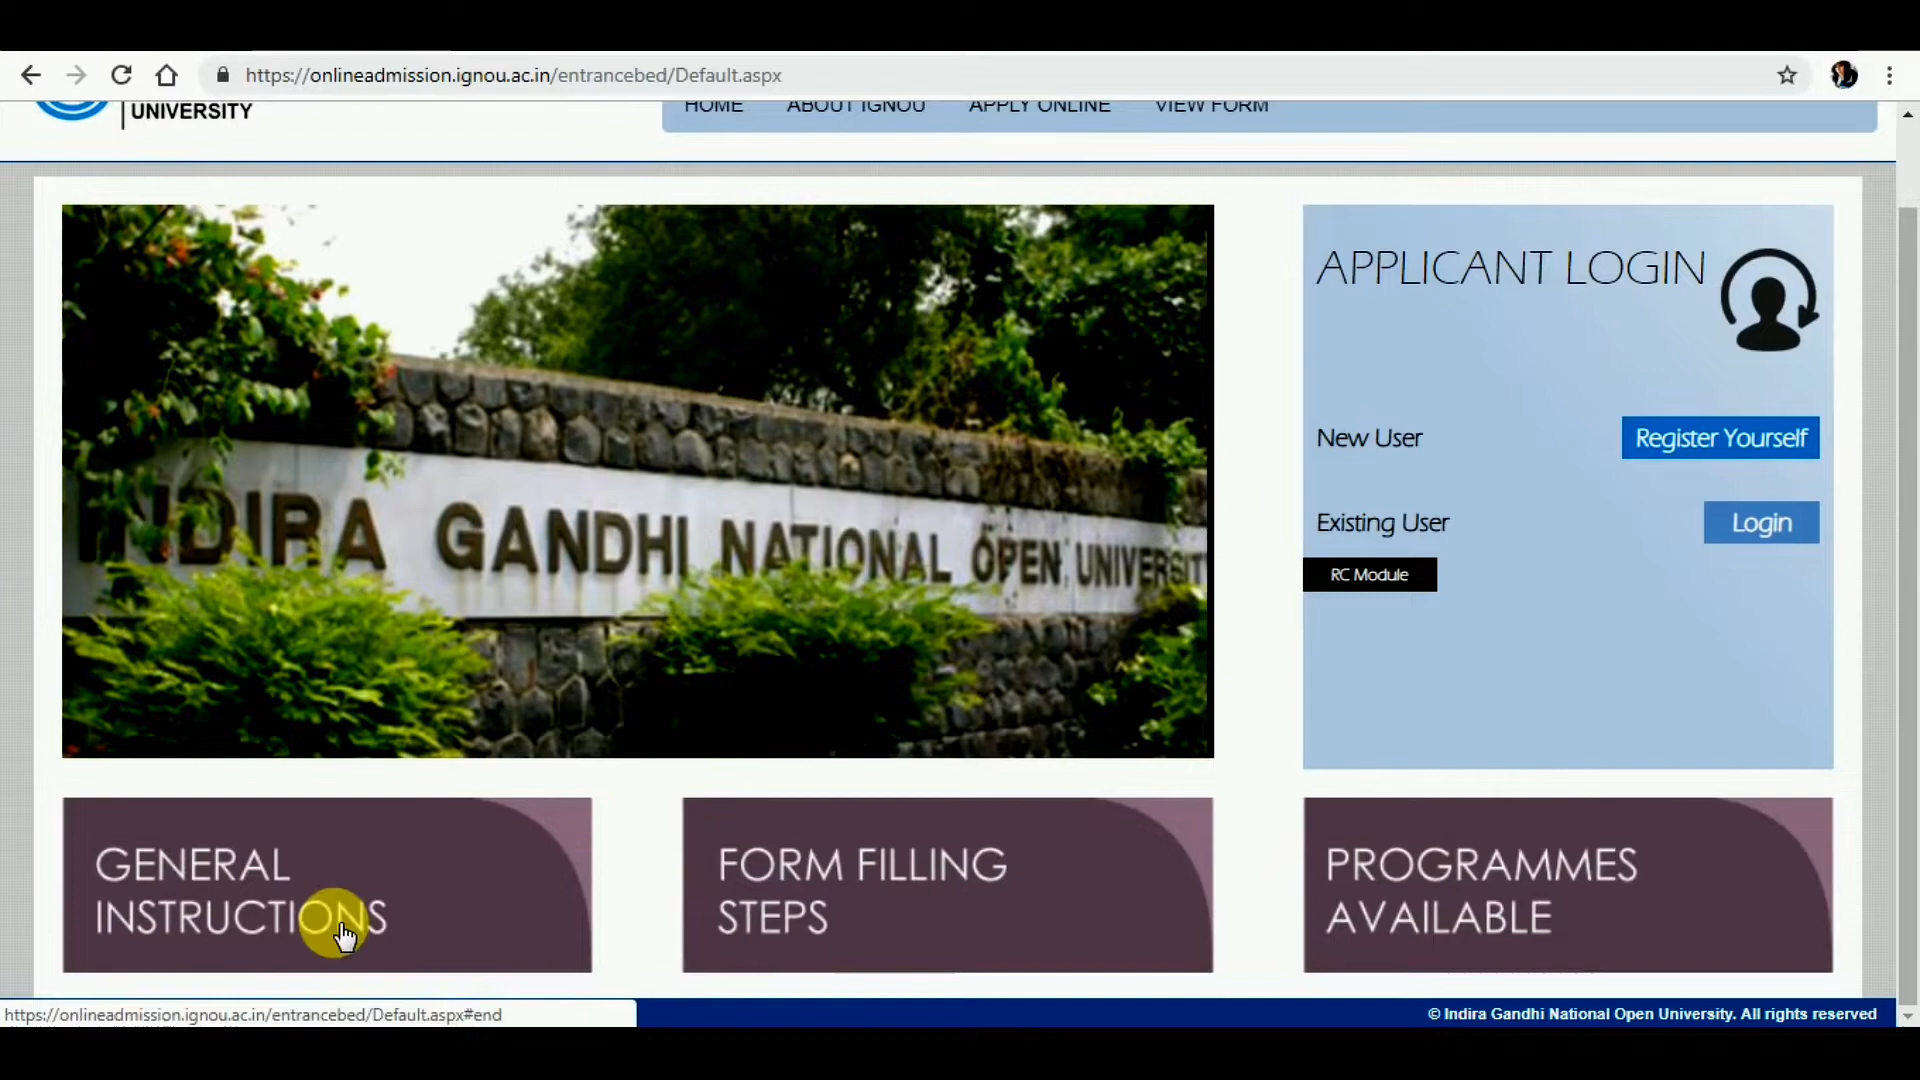 https://onlineadmission.ignou.ac.in/entrancebed/Default.aspx
UNIVERSITY
HOME ABOUT IGNOU APPLY ONLINE VIEW FORM
INDIRA GANDHI NATIONAL OPEN UNIVERSIT
APPLICANT LOGIN
New User Register Yourself
Existing User Login
RC Module
GENERAL
INSTRUCTIONS
FORM FILLING
STEPS
PROGRAMMES
AVAILABLE
https://onlineadmission.ignou.ac.in/entrancebed/Default.aspx#end
© Indira Gandhi National Open University. All rights reserved